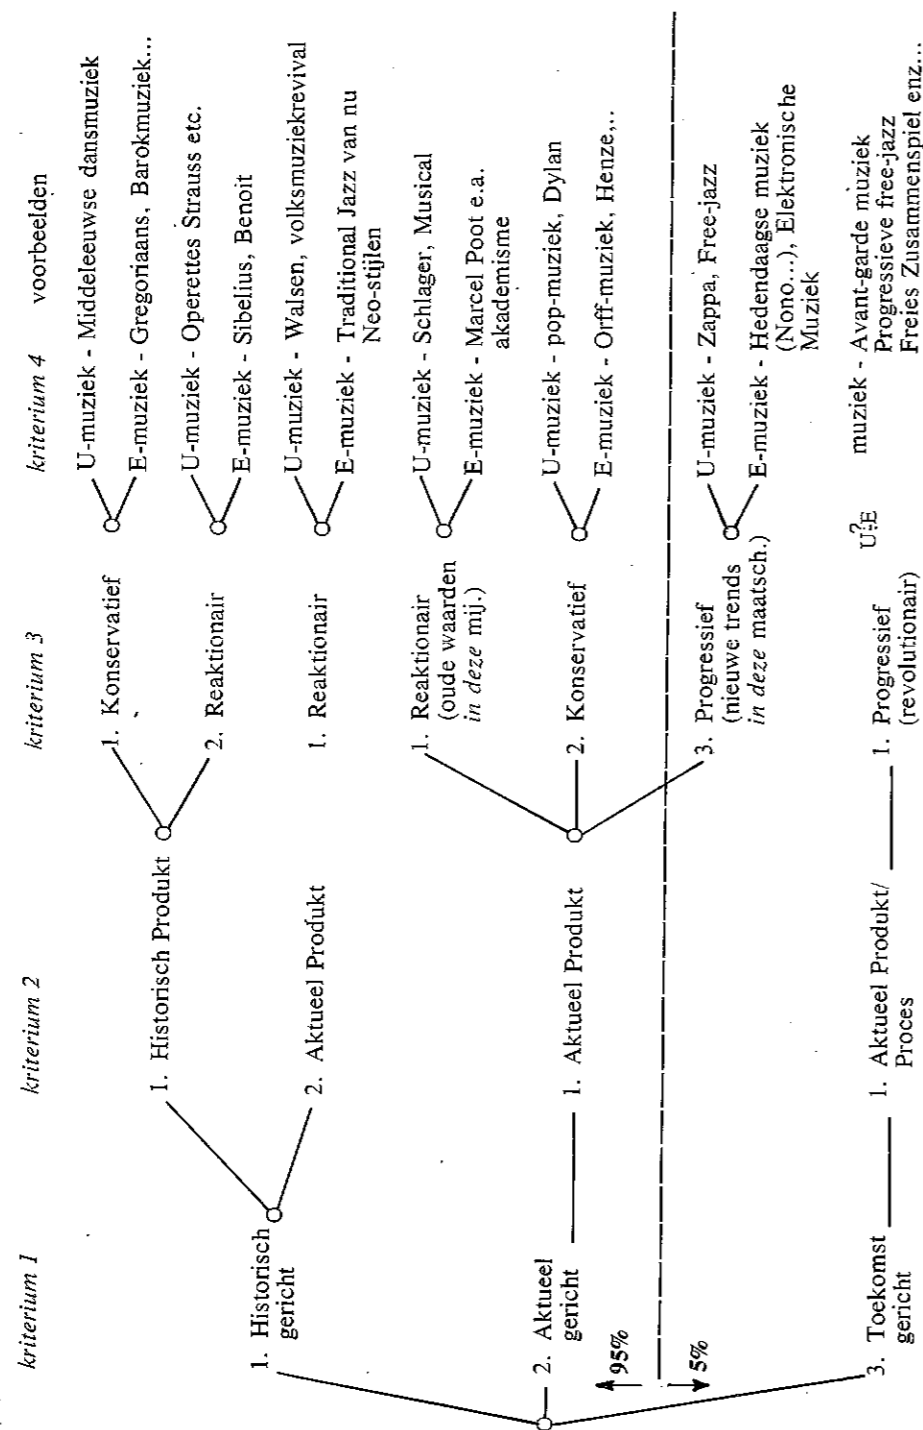 kriterium 1
kriterium 2
kriterium 3
kriterium 4
voorbeelden
1. Historisch
gericht
1. Historisch Produkt
1. Konservatief
U-muziek - Middeleeuwse dansmuziek
E-muziek - Gregoriaans, Barokmuziek...
2. Reaktionair
U-muziek - Operettes Strauss etc.
E-muziek - Sibelius, Benoit
2. Aktueel Produkt
1. Reaktionair
U-muziek - Walsen, volksmuziekrevival
E-muziek - Traditional Jazz van nu
Neo-stijlen
2. Aktueel
gericht
1. Aktueel Produkt
1. Reaktionair
(oude waarden
in deze mij.)
U-muziek - Schlager, Musical
E-muziek - Marcel Poot e.a.
akademisme
2. Konservatief
U-muziek - pop-muziek, Dylan
E-muziek - Orff-muziek, Henze,..
95%
5%
3. Progressief
(nieuwe trends
in deze maatsch.)
U-muziek - Zappa, Free-jazz
E-muziek - Hedendaagse muziek
(Nono...), Elektronische
Muziek
3. Toekomst
gericht
1. Aktueel Produkt/
Proces
1. Progressief
(revolutionair)
U?E
muziek - Avant-garde muziek
Progressieve free-jazz
Freies Zusammenspiel enz...